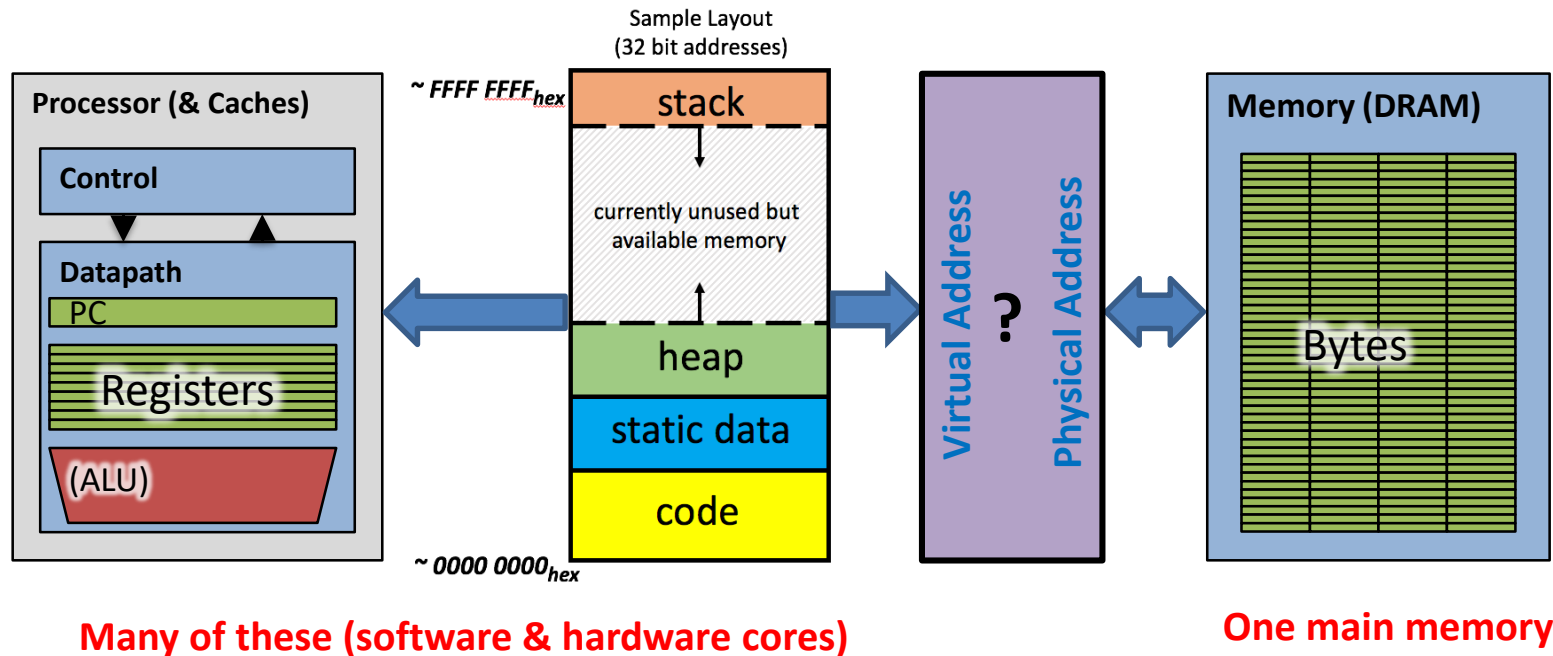 Sample Layout
(32 bit addresses)
Processor (& Caches)
Control
Datapath
PC
Registers
(ALU)
~ FFFF FFFFhex
stack
currently unused but
available memory
heap
static data
code
~ 0000 0000hex
Virtual Address
?
Physical Address
Memory (DRAM)
Bytes
Many of these (software & hardware cores)
One main memory